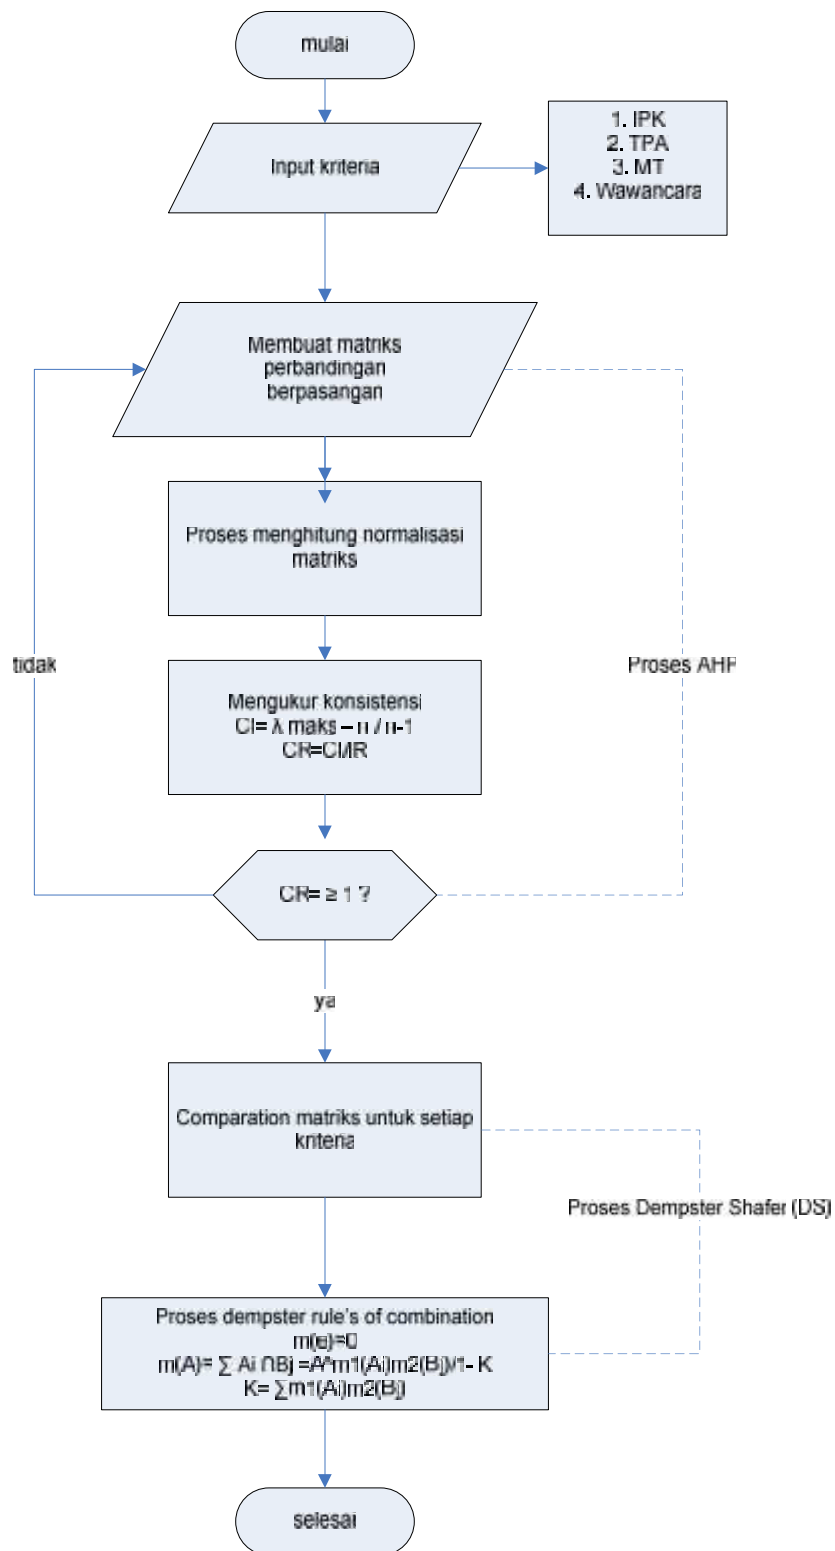 mulai
Input kriteria
1. IPK
2. TPA
3. MT
4. Wawancara
Membuat matriks
perbandingan
berpasangan
Proses menghitung normalisasi
matriks
tidak
Proses AHP
Mengukur konsistensi
CI= λ maks – n / n-1
CR=CI/IR
CR= ≥ 1 ?
ya
Comparation matriks untuk setiap
kriteria
Proses Dempster Shafer (DS)
Proses dempster rule's of combination
m(ø)=0
m(A)= ∑ Ai ∩Bj =A^m1(Ai)m2(Bj)/1- K
K= ∑m1(Ai)m2(Bj)
selesai